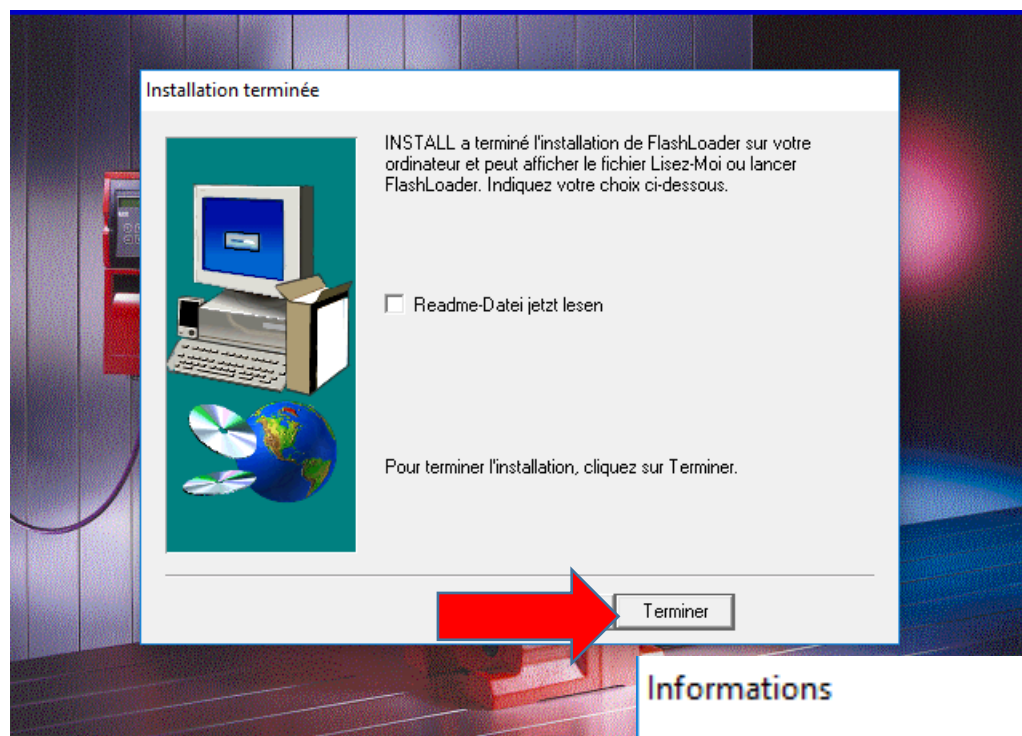 Installation terminée
INSTALL a terminé l'installation de FlashLoader sur votre
ordinateur et peut afficher le fichier Lisez-Moi ou lancer
FlashLoader. Indiquez votre choix ci-dessous.
Readme-Datei jetzt lesen
Pour terminer l'installation, cliquez sur Terminer.
Terminer
Informations